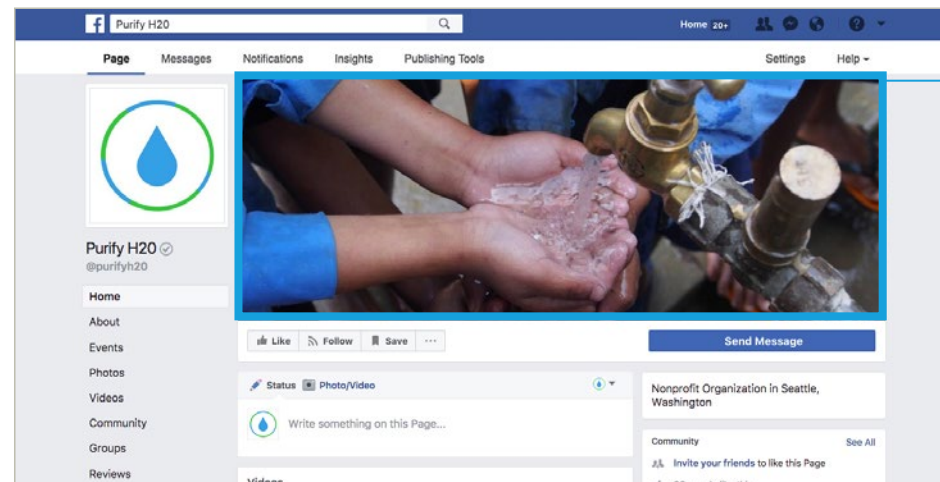 Purify H20
Home 20+
Page Messages Notifications Insights Publishing Tools Settings Help
Purify H20
@purifyh20
Home
About
Events
Photos
Videos
Community
Groups
Reviews
Like Follow Save ...
Send Message
Status Photo/Video
Write something on this Page...
Videos
Nonprofit Organization in Seattle,
Washington
Community See All
Invite your friends to like this Page